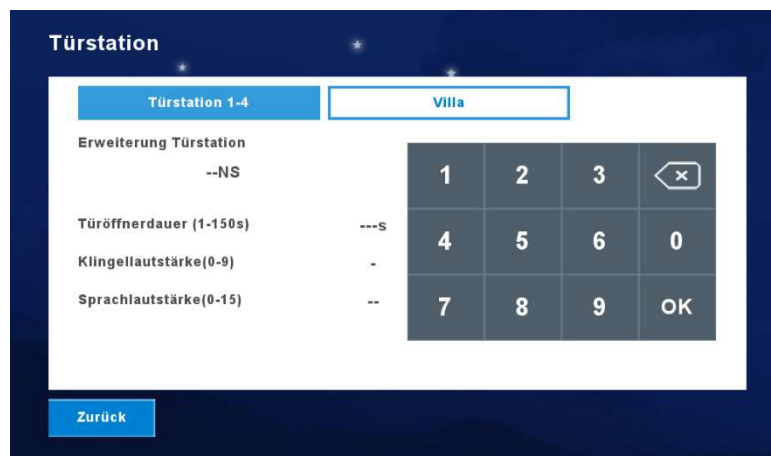 Türstation
Türstation 1-4
Villa
Erweiterung Türstation
--NS
Türöffnerdauer (1-150s) ---s
Klingellautstärke(0-9) -
Sprachlautstärke(0-15) --
1 2 3 ×
4 5 6 0
7 8 9 OK
Zurück